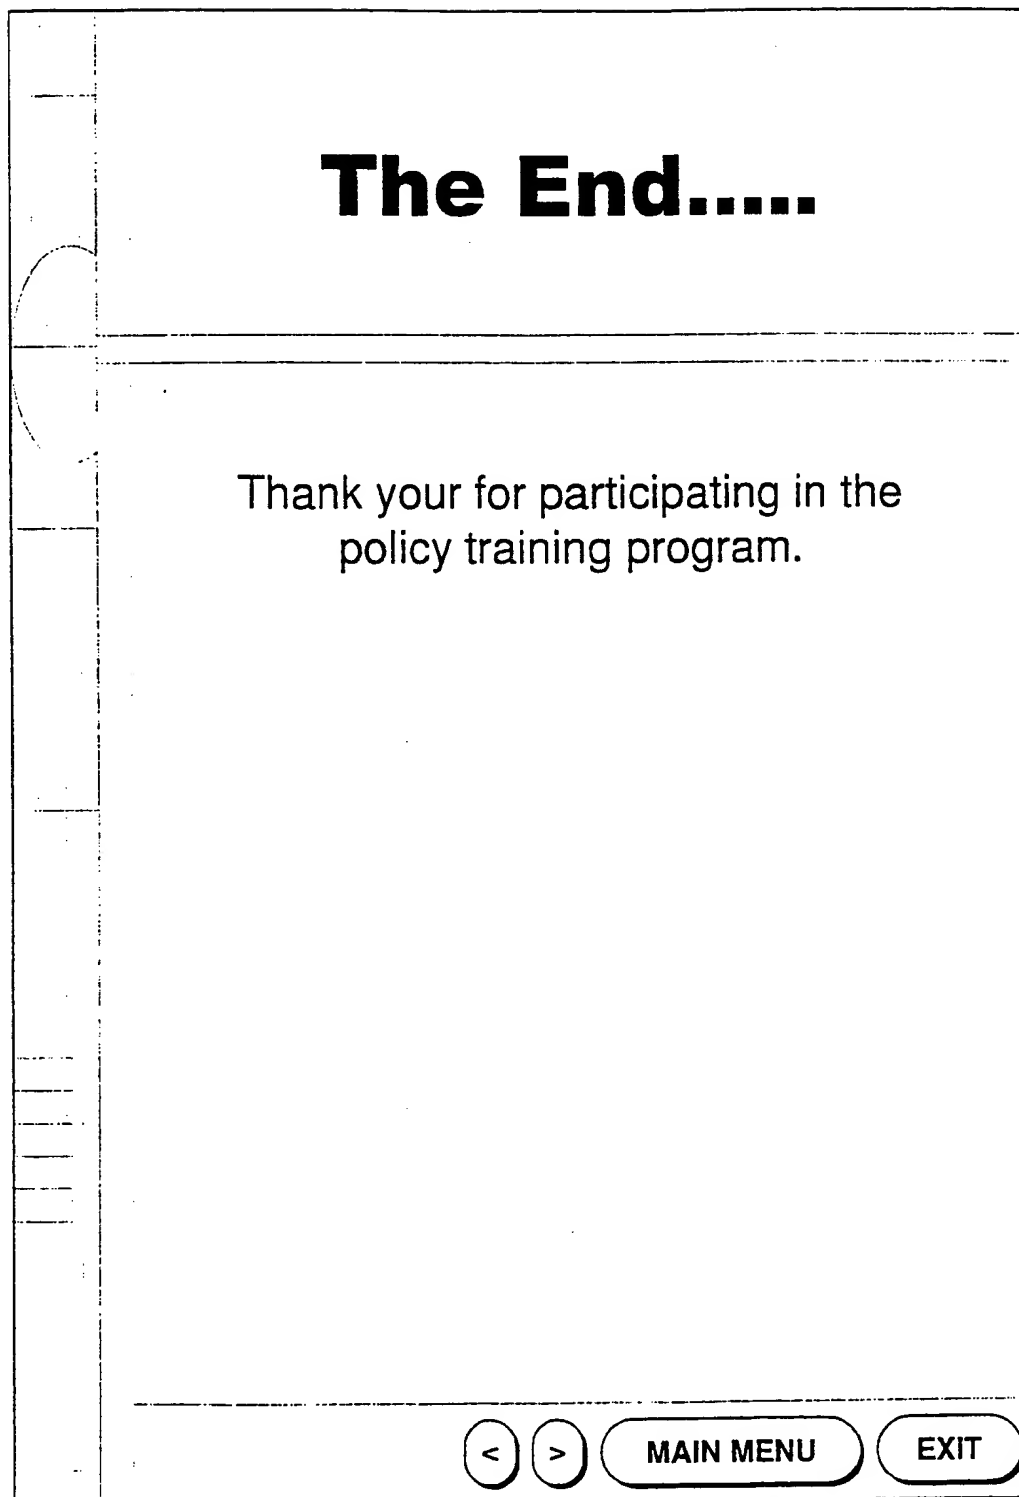 The End.....
Thank your for participating in the
policy training program.
< > MAIN MENU EXIT